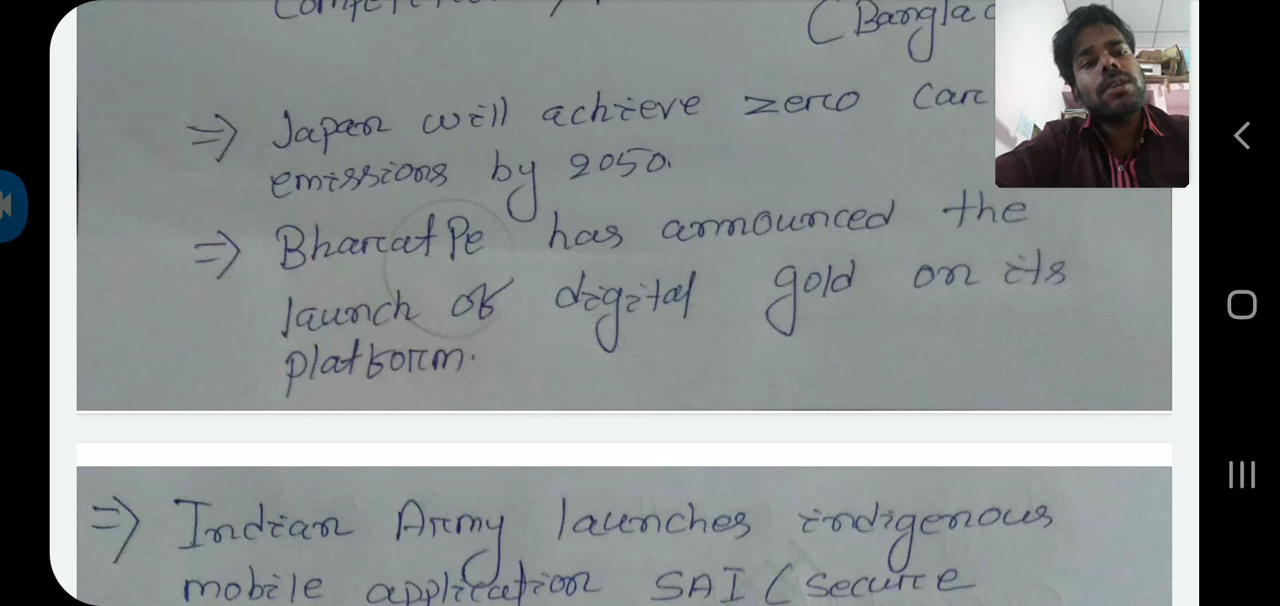 (Bangla
=> Japan will achieve zero car
emissions by 2050.
=> BharatPe has announced the
launch of digital gold on its
platform.
=> Indian Army launches indigenous
mobile application SAI (Secure